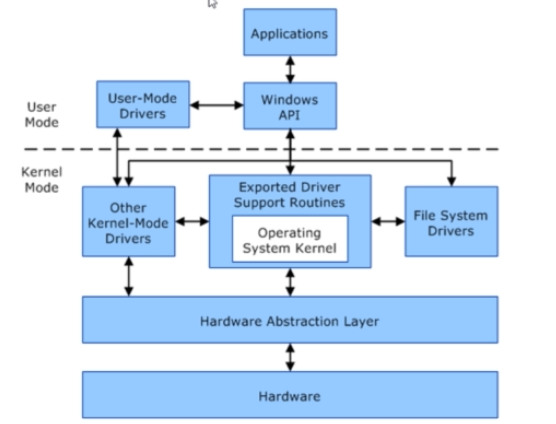 Applications
User-Mode
Drivers
Windows
API
User
Mode
Kernel
Mode
Other
Kernel-Mode
Drivers
Exported Driver
Support Routines
Operating
System Kernel
File System
Drivers
Hardware Abstraction Layer
Hardware